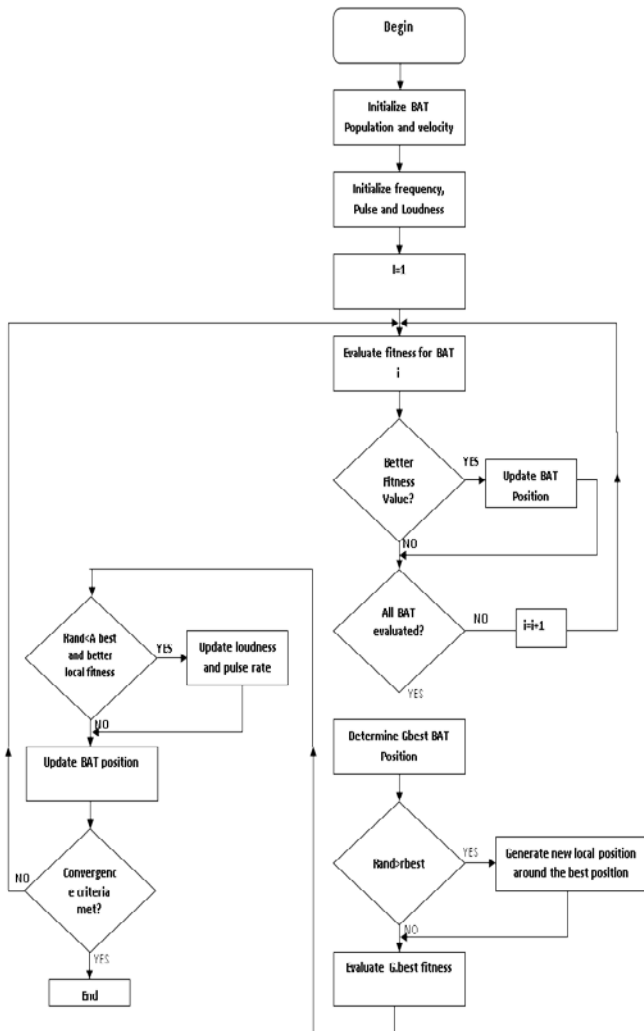 Begin
Initialize BAT
Population and velocity
Initialize frequency,
Pulse and Loudness
I=1
Evaluate fitness for BAT
i
Better
Fitness
Value?
YES
Update BAT
Position
NO
All BAT
evaluated?
NO
i=i+1
YES
Determine Gbest BAT
Position
Rand>rbest
YES
Generate new local position
around the best position
NO
Evaluate G.best fitness
Rand<A best
and better
local fitness
YES
Update loudness
and pulse rate
NO
Update BAT position
Convergenc
e criteria
met?
NO
YES
End